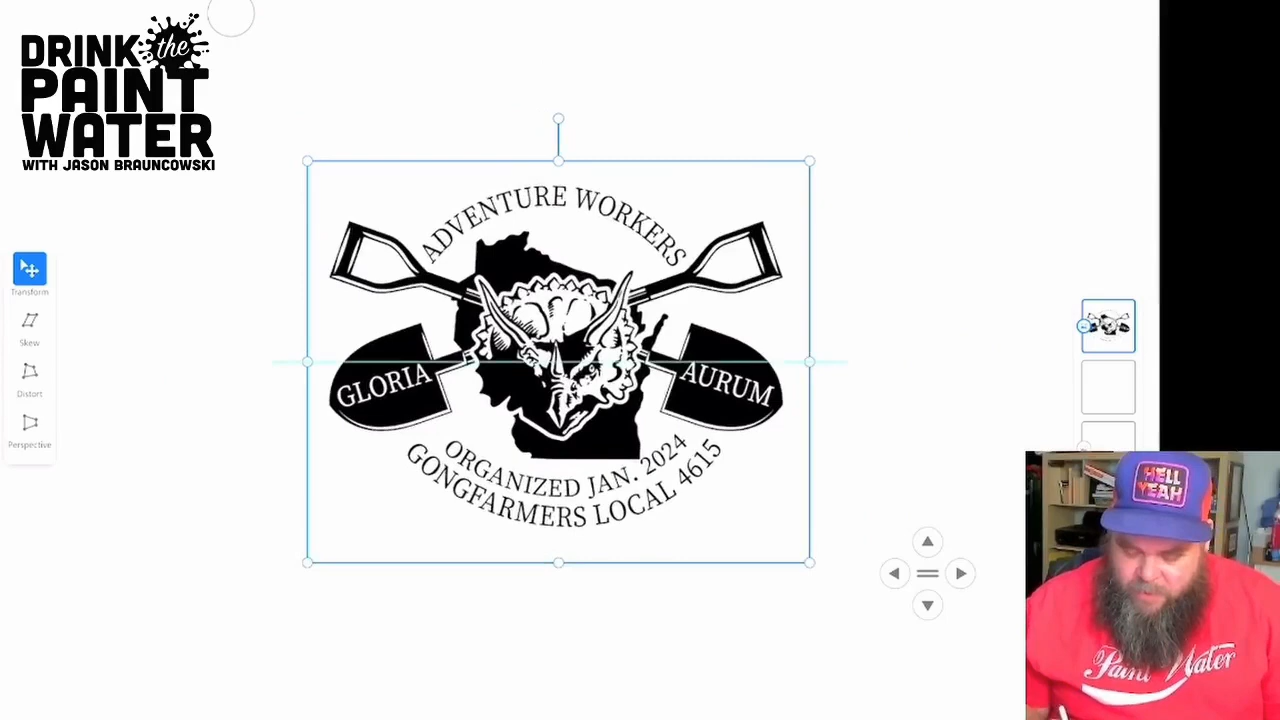 DRINK the
PAINT
WATER
WITH JASON BRAUNCOWSKI
ADVENTURE WORKERS
GLORIA
AURUM
ORGANIZED JAN. 2024
GONGFARMERS LOCAL 4615
Transform
Skew
Distort
Perspective
HELL
YEAH
Paint Water